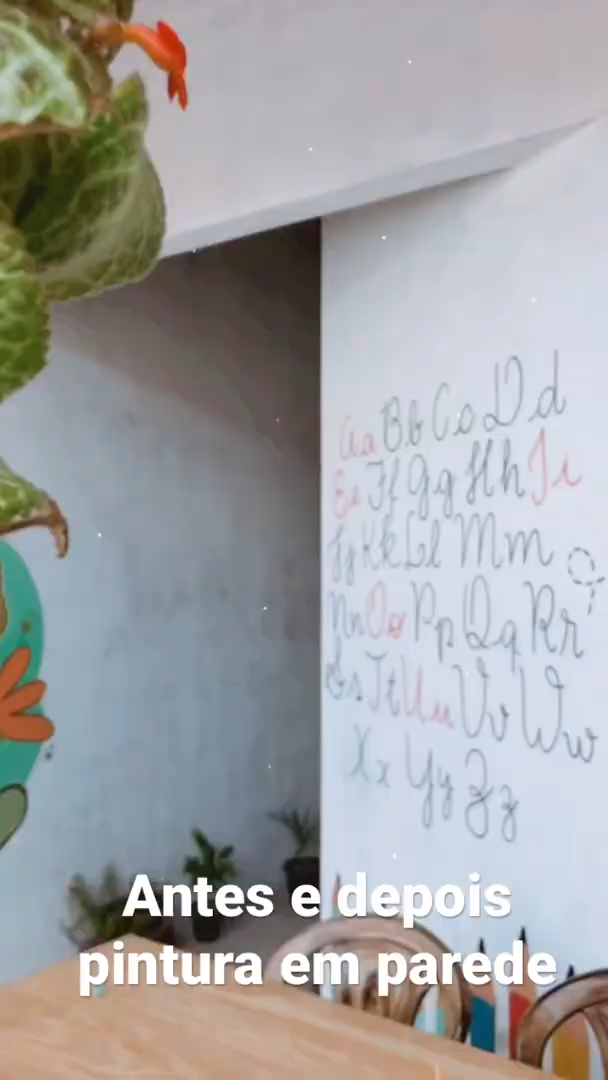 Aa Bb Cc Dd
Ee Ff Gg Hh Ii
Jj Kk Ll Mm
Nn Oo Pp Qq Rr
Ss Tt Uu Vv Ww
Xx Yy Zz
Antes e depois
pintura em parede